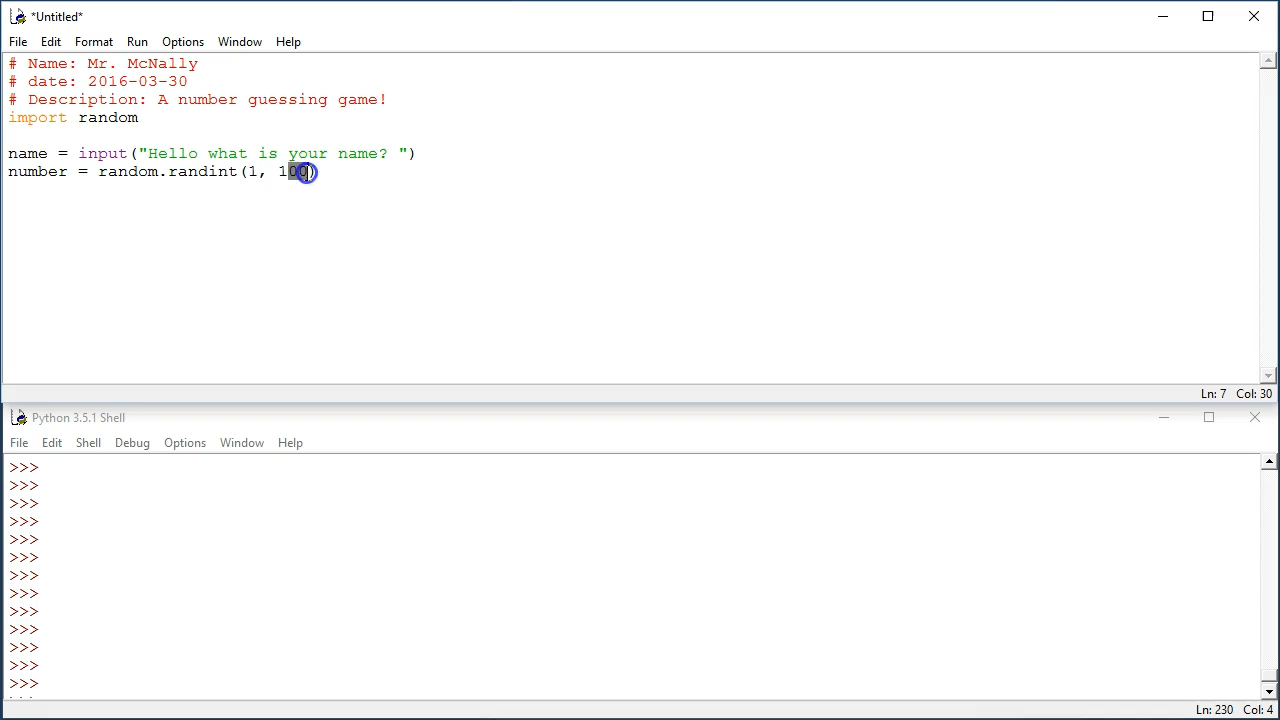 *Untitled*
File Edit Format Run Options Window Help
# Name: Mr. McNally
# date: 2016-03-30
# Description: A number guessing game!
import random
name = input("Hello what is your name? ")
number = random.randint(1, 100)
Ln: 7 Col: 30
Python 3.5.1 Shell
File Edit Shell Debug Options Window Help
>>>
>>>
>>>
>>>
>>>
>>>
>>>
>>>
>>>
>>>
>>>
>>>
>>>
Ln: 230 Col: 4